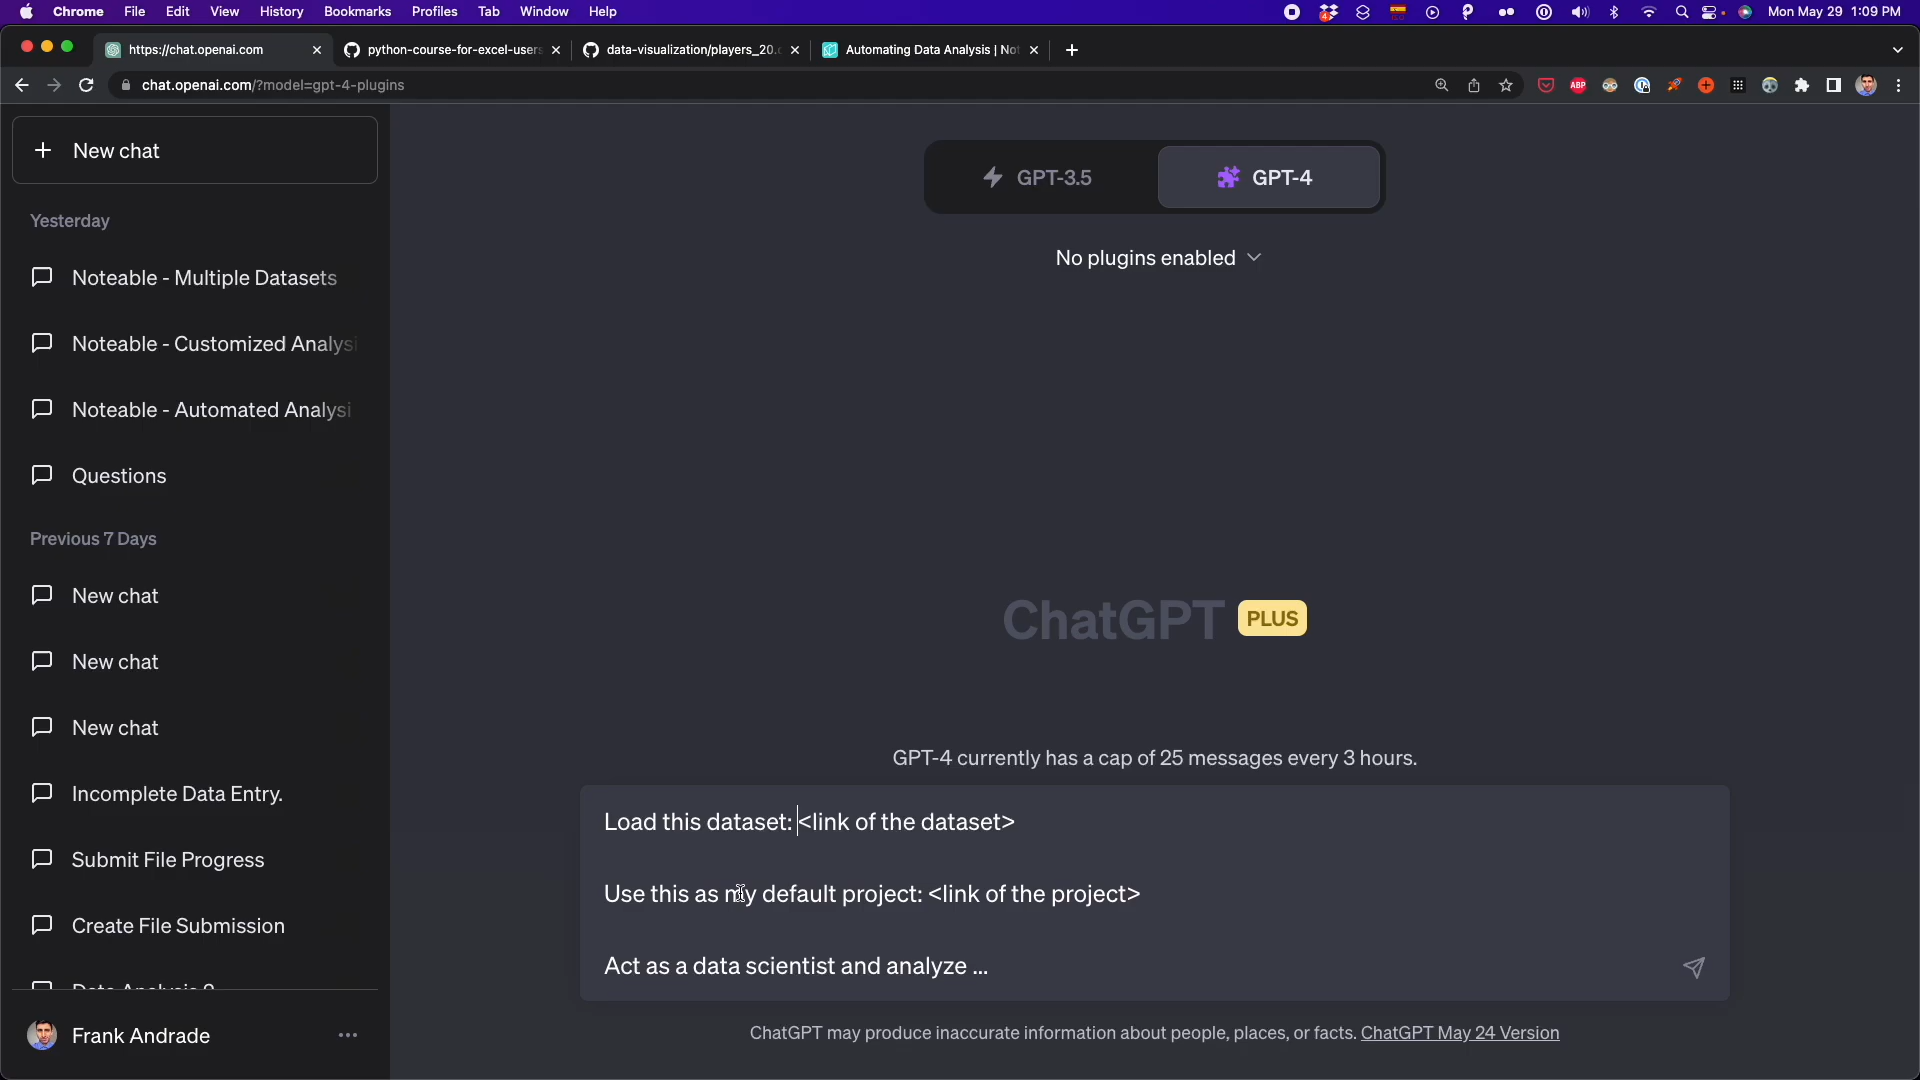 Chrome File Edit View History Bookmarks Profiles Tab Window Help Mon May 29 1:09 PM
https://chat.openai.com python-course-for-excel-users data-visualization/players_20.c Automating Data Analysis | Not
chat.openai.com/?model=gpt-4-plugins
ABP
New chat
Yesterday
Noteable - Multiple Datasets
Noteable - Customized Analysi
Noteable - Automated Analysi
Questions
Previous 7 Days
New chat
New chat
New chat
Incomplete Data Entry.
Submit File Progress
Create File Submission
Frank Andrade
GPT-3.5 GPT-4
No plugins enabled
ChatGPT PLUS
GPT-4 currently has a cap of 25 messages every 3 hours.
Load this dataset: <link of the dataset>
Use this as my default project: <link of the project>
Act as a data scientist and analyze ...
ChatGPT may produce inaccurate information about people, places, or facts. ChatGPT May 24 Version